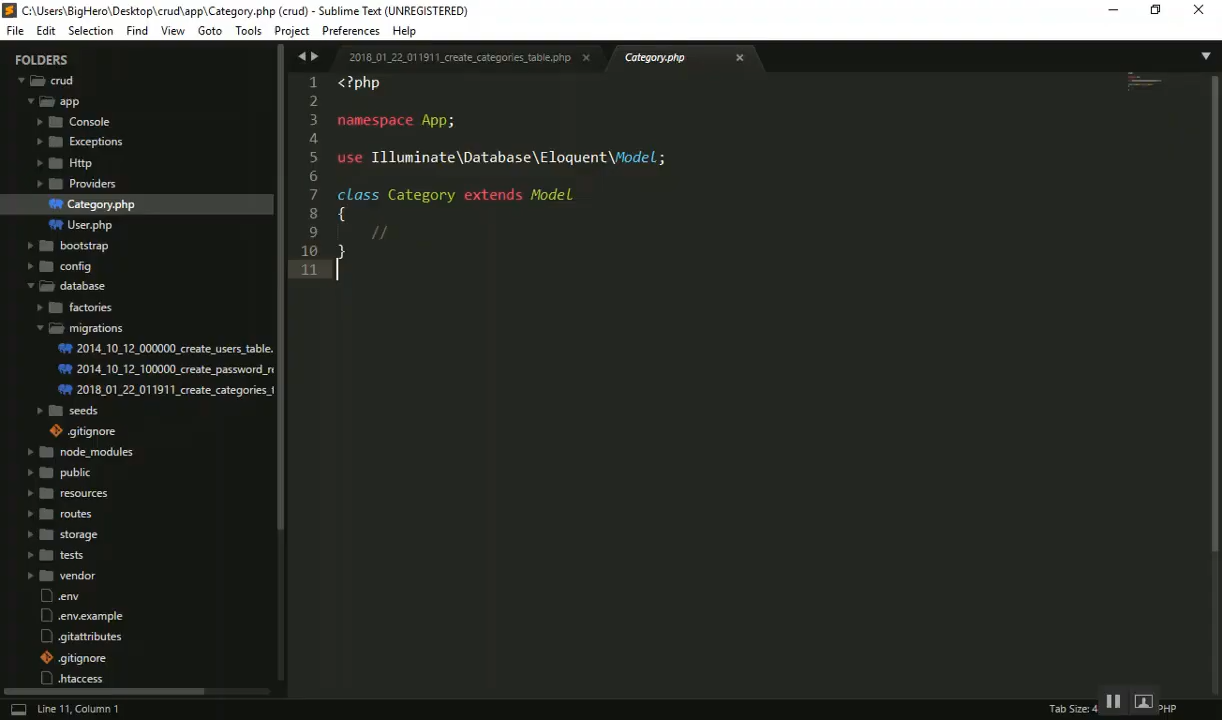 C:\Users\BigHero\Desktop\crud\app\Category.php (crud) - Sublime Text (UNREGISTERED)
File Edit Selection Find View Goto Tools Project Preferences Help
FOLDERS
crud
app
Console
Exceptions
Http
Providers
Category.php
User.php
bootstrap
config
database
factories
migrations
2014_10_12_000000_create_users_table.
2014_10_12_100000_create_password_re
2018_01_22_011911_create_categories_t
seeds
.gitignore
node_modules
public
resources
routes
storage
tests
vendor
.env
.env.example
.gitattributes
.gitignore
.htaccess
2018_01_22_011911_create_categories_table.php Category.php
1 <?php
2
3 namespace App;
4
5 use Illuminate\Database\Eloquent\Model;
6
7 class Category extends Model
8 {
9 //
10 }
11
Line 11, Column 1
Tab Size: 4 PHP